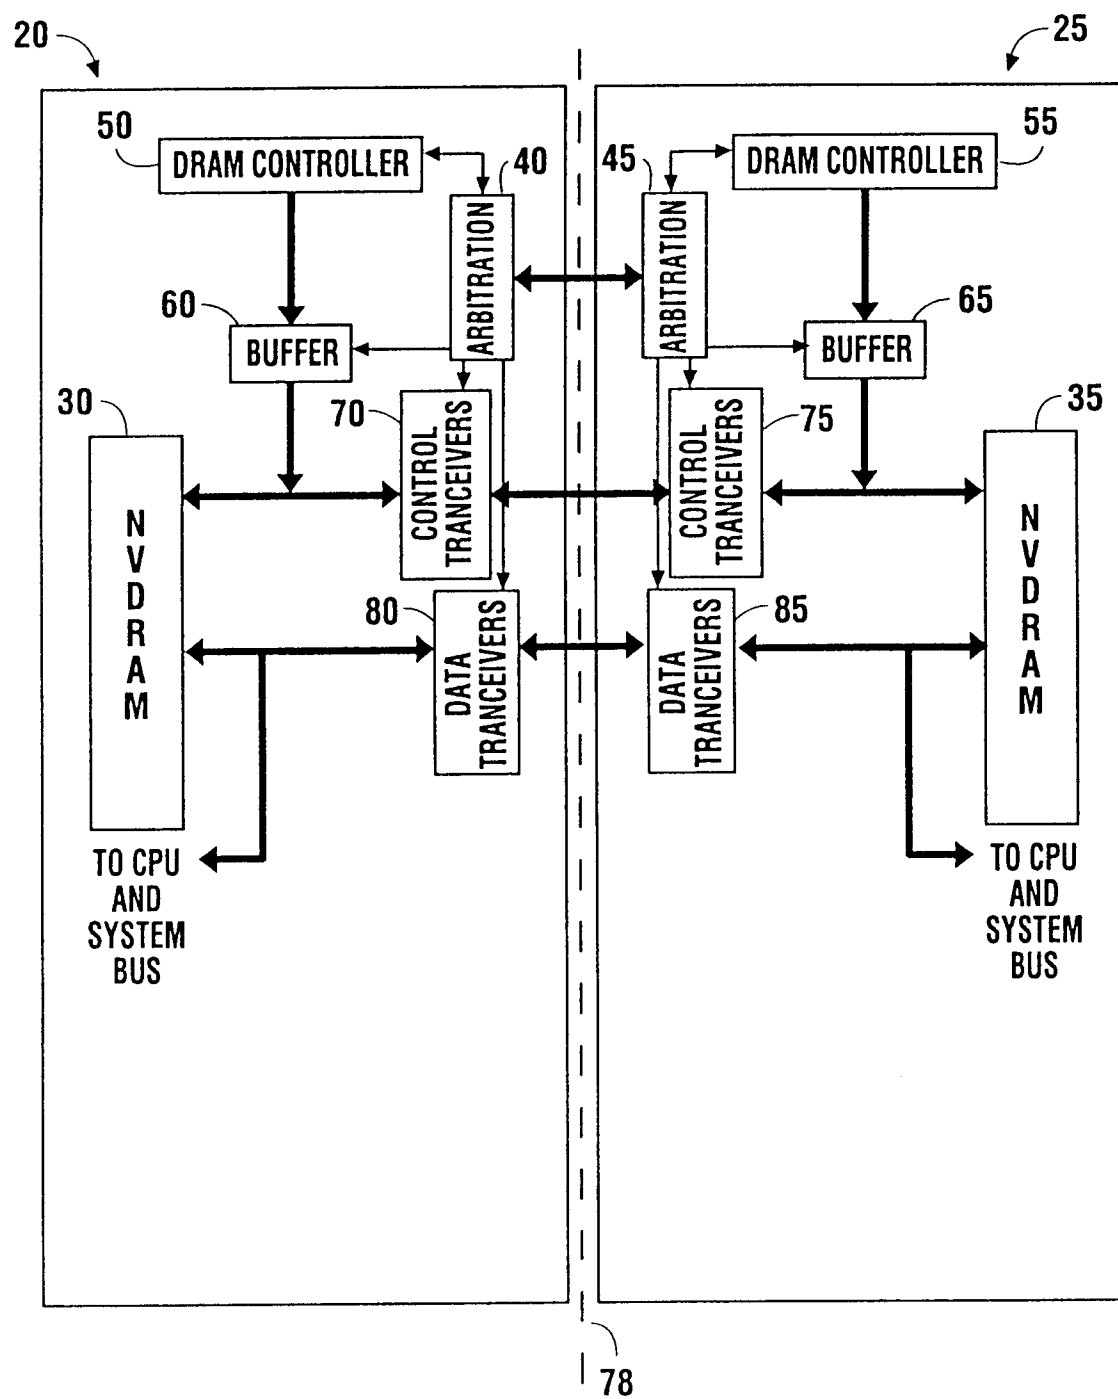 20
25
50
DRAM CONTROLLER
40
45
DRAM CONTROLLER
55
ARBITRATION
ARBITRATION
60
BUFFER
65
BUFFER
30
70
CONTROL
TRANCEIVERS
CONTROL
TRANCEIVERS
75
35
NVDRAM
NVDRAM
80
DATA
TRANCEIVERS
DATA
TRANCEIVERS
85
TO CPU
AND
SYSTEM
BUS
TO CPU
AND
SYSTEM
BUS
78